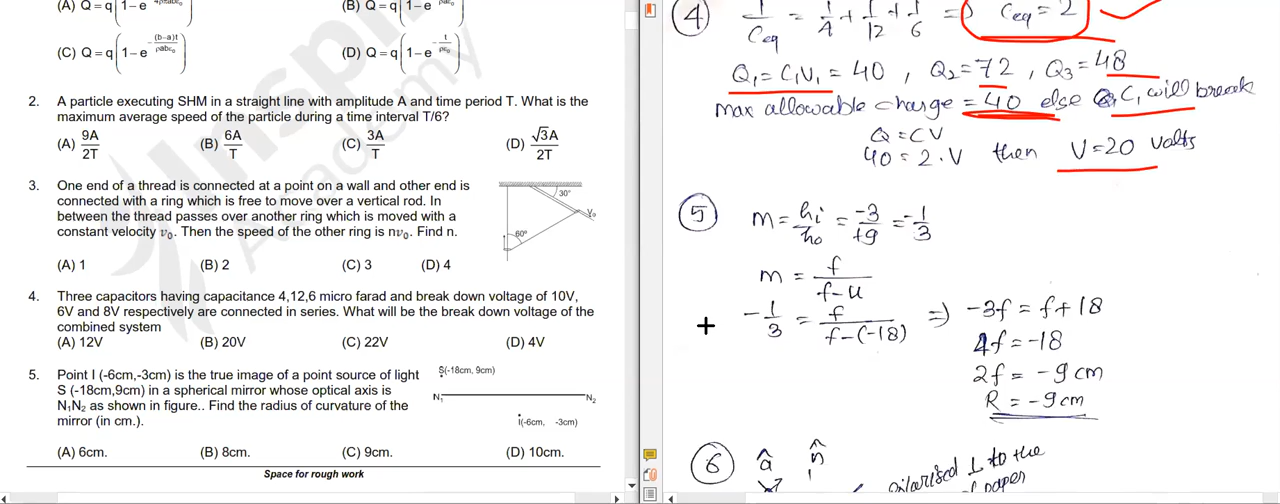 (A) Q = q(1 − e
(B) Q = q(1 − e
(C) Q = q(1 − e^(−(b−a)t/ρabε₀))
(D) Q = q(1 − e^(−t/ρε₀))
2. A particle executing SHM in a straight line with amplitude A and time period T. What is the
maximum average speed of the particle during a time interval T/6?
(A) 9A/2T (B) 6A/T (C) 3A/T (D) √3A/2T
3. One end of a thread is connected at a point on a wall and other end is
connected with a ring which is free to move over a vertical rod. In
between the thread passes over another ring which is moved with a
constant velocity v₀. Then the speed of the other ring is nv₀. Find n.
30°
V₀
60°
(A) 1 (B) 2 (C) 3 (D) 4
4. Three capacitors having capacitance 4,12,6 micro farad and break down voltage of 10V,
6V and 8V respectively are connected in series. What will be the break down voltage of the
combined system
(A) 12V (B) 20V (C) 22V (D) 4V
5. Point I (-6cm,-3cm) is the true image of a point source of light
S (-18cm,9cm) in a spherical mirror whose optical axis is
N₁N₂ as shown in figure.. Find the radius of curvature of the
mirror (in cm.).
S(-18cm, 9cm)
N₁ N₂
I(-6cm, -3cm)
(A) 6cm. (B) 8cm. (C) 9cm. (D) 10cm.
Space for rough work
Academy
4
1/Ceq = 1/4 + 1/12 + 1/6 ⇒ Ceq = 2
Q₁ = C₁V₁ = 40 , Q₂ = 72 , Q₃ = 48
max allowable charge = 40 else C₁ will break
Q = CV
40 = 2·V then V = 20 volts
5
m = hi/ho = -3/+9 = -1/3
m = f/f-u
-1/3 = f/f-(-18) ⇒ -3f = f+18
4f = -18
2f = -9 cm
R = -9 cm
6 â n̂
⊥ to the
paper